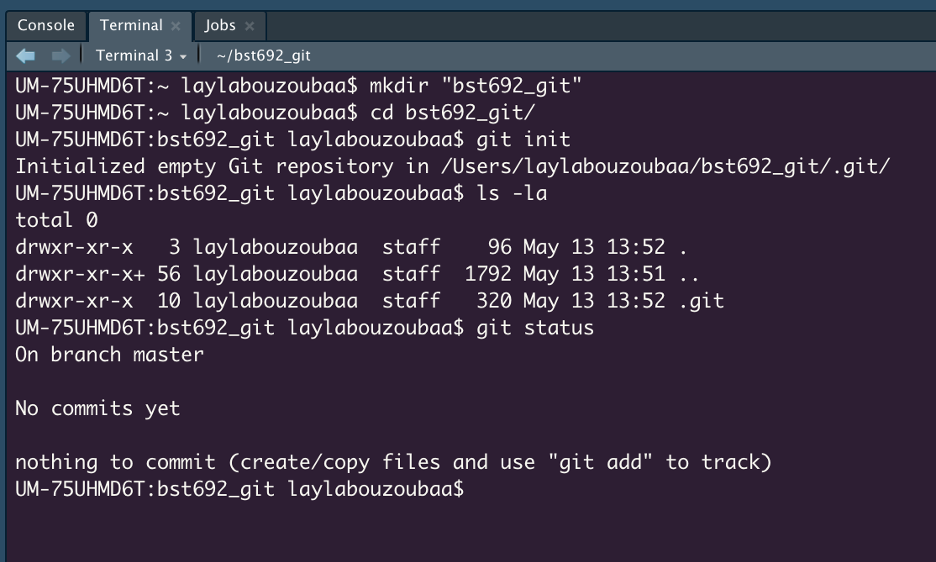 Console Terminal × Jobs ×
Terminal 3 ~/bst692_git
UM-75UHMD6T:~ laylabouzoubaa$ mkdir "bst692_git"
UM-75UHMD6T:~ laylabouzoubaa$ cd bst692_git/
UM-75UHMD6T:bst692_git laylabouzoubaa$ git init
Initialized empty Git repository in /Users/laylabouzoubaa/bst692_git/.git/
UM-75UHMD6T:bst692_git laylabouzoubaa$ ls -la
total 0
drwxr-xr-x   3 laylabouzoubaa  staff    96 May 13 13:52 .
drwxr-xr-x+ 56 laylabouzoubaa  staff  1792 May 13 13:51 ..
drwxr-xr-x  10 laylabouzoubaa  staff   320 May 13 13:52 .git
UM-75UHMD6T:bst692_git laylabouzoubaa$ git status
On branch master
No commits yet
nothing to commit (create/copy files and use "git add" to track)
UM-75UHMD6T:bst692_git laylabouzoubaa$